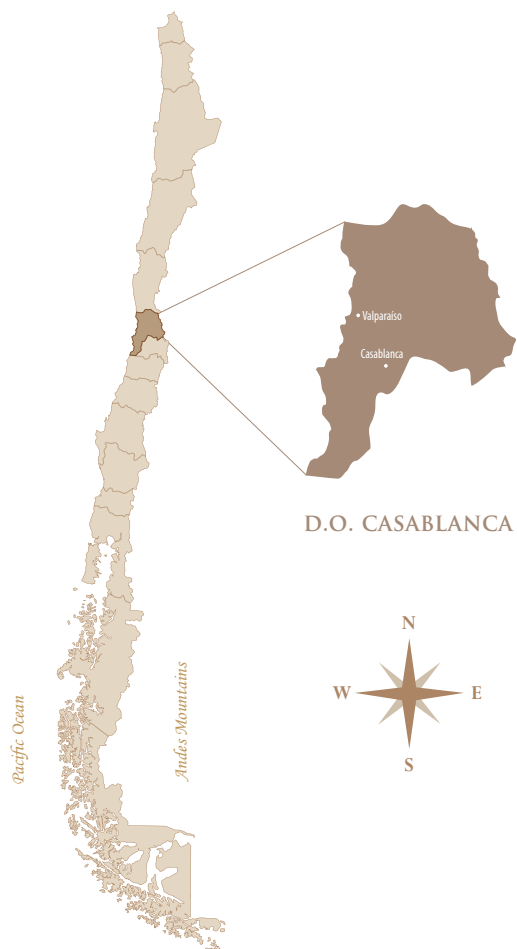 Valparaíso
Casablanca
D.O. CASABLANCA
N
W
E
S
Pacific Ocean
Andes Mountains